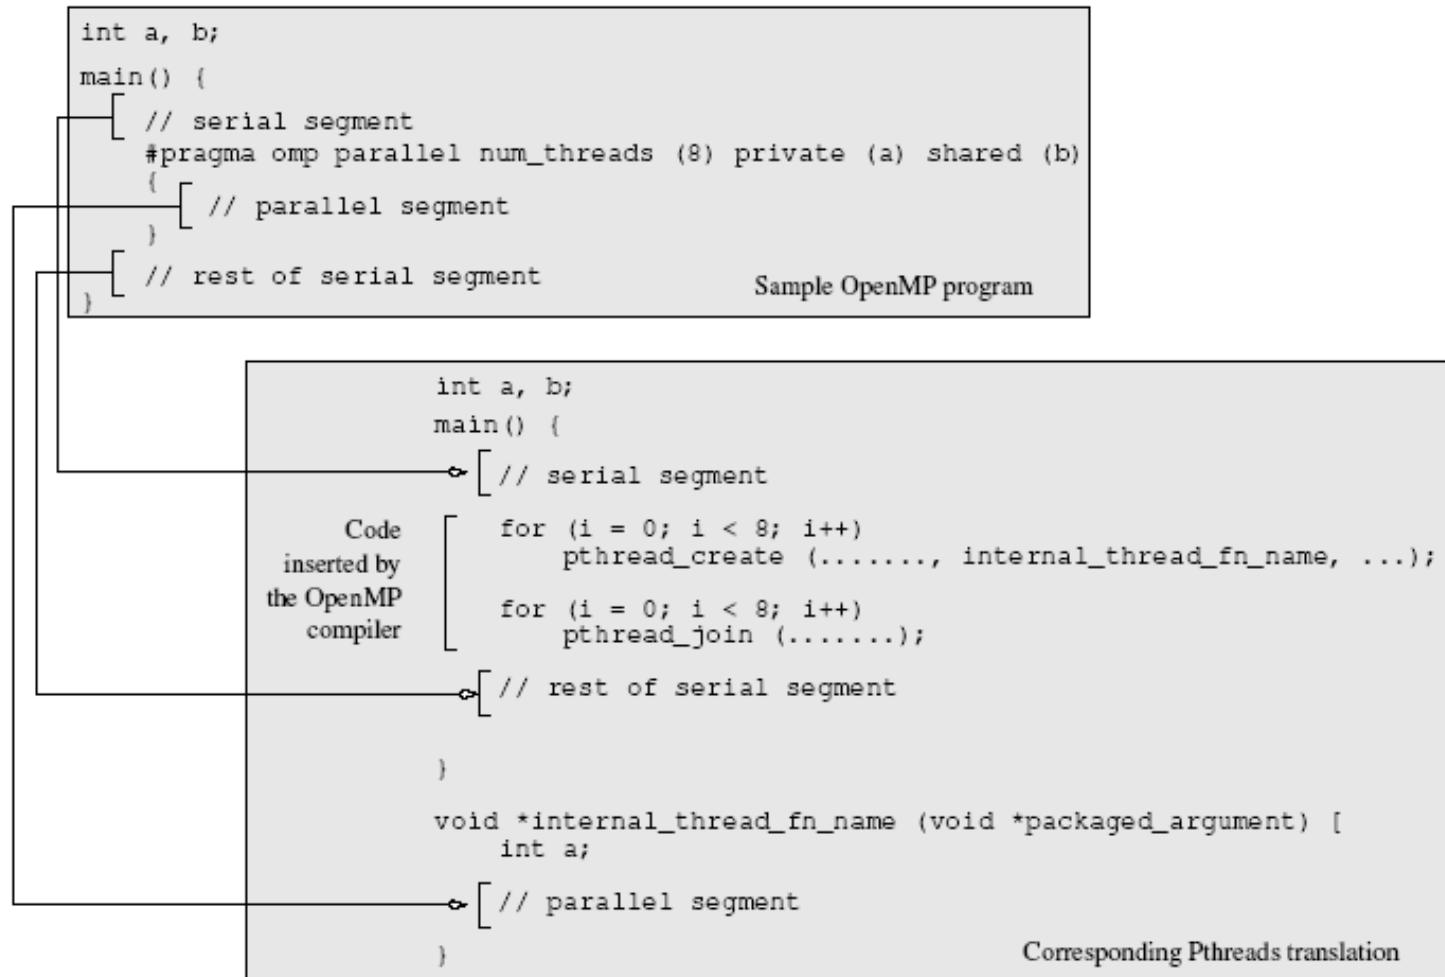 int a, b;
main() {
// serial segment
#pragma omp parallel num_threads (8) private (a) shared (b)
{
// parallel segment
}
// rest of serial segment
Sample OpenMP program
}
int a, b;
main() {
// serial segment
Code
inserted by
the OpenMP
compiler
for (i = 0; i < 8; i++)
pthread_create (......., internal_thread_fn_name, ...);
for (i = 0; i < 8; i++)
pthread_join (.......);
// rest of serial segment
}
void *internal_thread_fn_name (void *packaged_argument) [
int a;
// parallel segment
}
Corresponding Pthreads translation